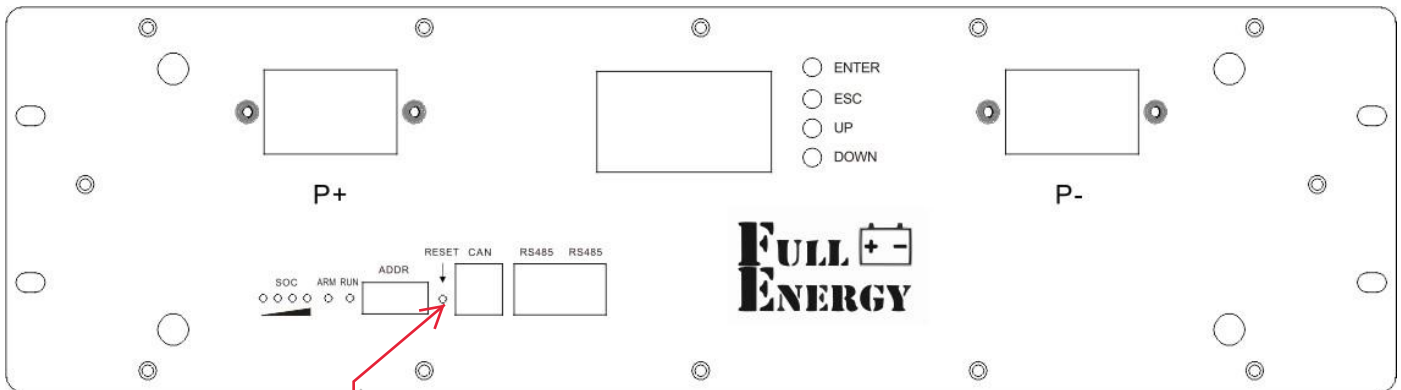 ENTER
ESC
UP
DOWN
P+
P-
RESET CAN RS485 RS485
SOC ARM RUN ADDR
FULL
ENERGY